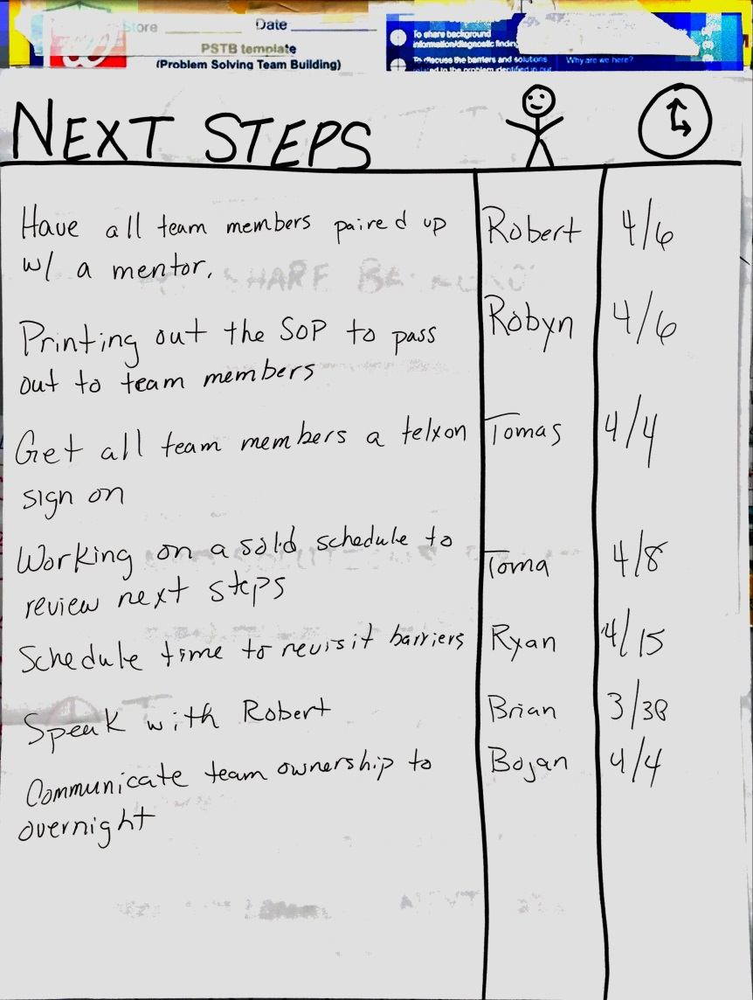 Store Date
PSTB template
(Problem Solving Team Building)
To share background
information/diagnostic finding
To discuss the barriers and solutions
related to the problem identified in our
Why are we here?
NEXT STEPS
Have all team members paired up Robert 4/6
w/ a mentor.
Printing out the SOP to pass Robyn 4/6
out to team members
Get all team members a telxon Tomas 4/4
sign on
Working on a solid schedule to Toma 4/8
review next steps
Schedule time to revisit barriers Ryan 4/15
Speak with Robert Brian 3/30
Communicate team ownership to Bojan 4/4
overnight